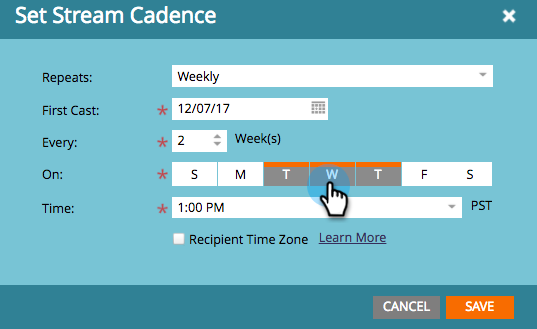 Set Stream Cadence
Repeats: Weekly
First Cast: * 12/07/17
Every: * 2 Week(s)
On: * S M T W T F S
Time: * 1:00 PM PST
Recipient Time Zone Learn More
CANCEL SAVE